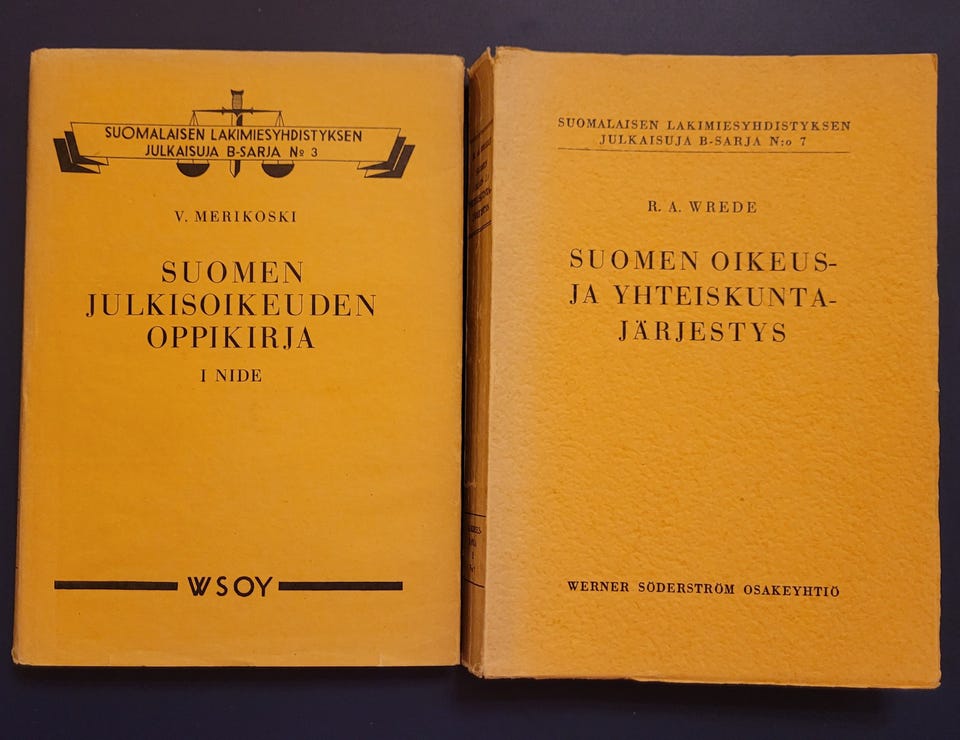 SUOMALAISEN LAKIMIESYHDISTYKSEN
JULKAISUJA B-SARJA Nº 3
V. MERIKOSKI
SUOMEN
JULKISOIKEUDEN
OPPIKIRJA
I NIDE
WSOY
SUOMALAISEN LAKIMIESYHDISTYKSEN
JULKAISUJA B-SARJA N:o 7
R. A. WREDE
SUOMEN OIKEUS-
JA YHTEISKUNTA-
JÄRJESTYS
WERNER SÖDERSTRÖM OSAKEYHTIÖ